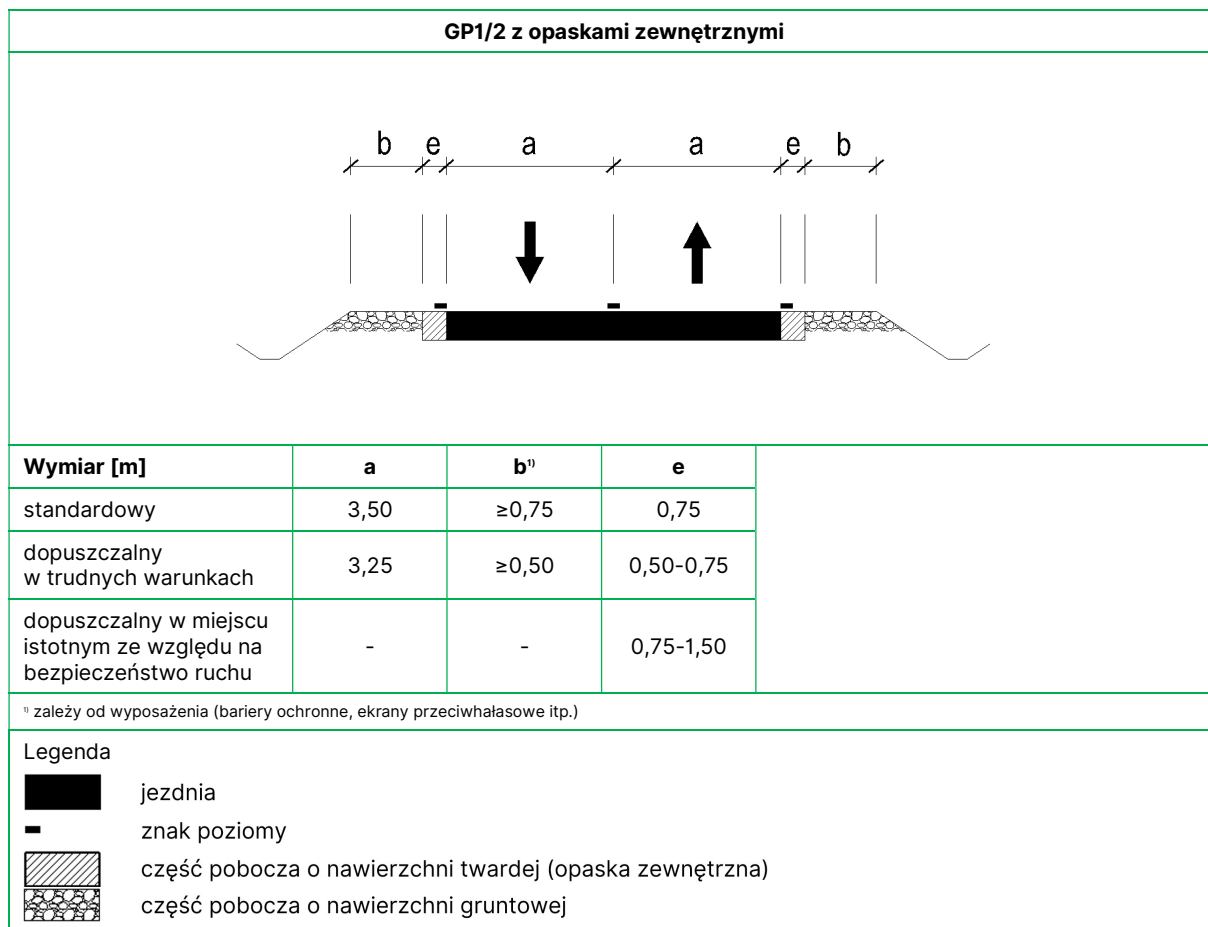 GP1/2 z opaskami zewnętrznymi
b e a a e b
Wymiar [m] a b¹⁾ e
standardowy 3,50 ≥0,75 0,75
dopuszczalny
w trudnych warunkach 3,25 ≥0,50 0,50-0,75
dopuszczalny w miejscu
istotnym ze względu na
bezpieczeństwo ruchu - - 0,75-1,50
¹⁾ zależy od wyposażenia (bariery ochronne, ekrany przeciwhałasowe itp.)
Legenda
jezdnia
znak poziomy
część pobocza o nawierzchni twardej (opaska zewnętrzna)
część pobocza o nawierzchni gruntowej